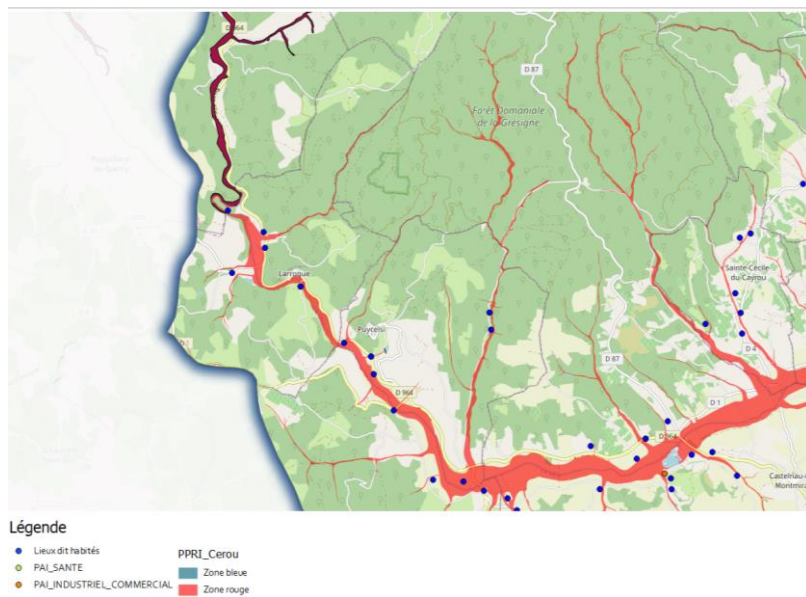 D 964
D 87
Forêt Domaniale
de la Grésigne
Sainte-Cécile
du-Cayrou
Larroque
Puycelsi
D 87
D 4
D 964
D 1
D 964
Castelnau-de-
Montmira
Légende
Lieux dit habités
PAI_SANTE
PAI_INDUSTRIEL_COMMERCIAL
PPRI_Cerou
Zone bleue
Zone rouge